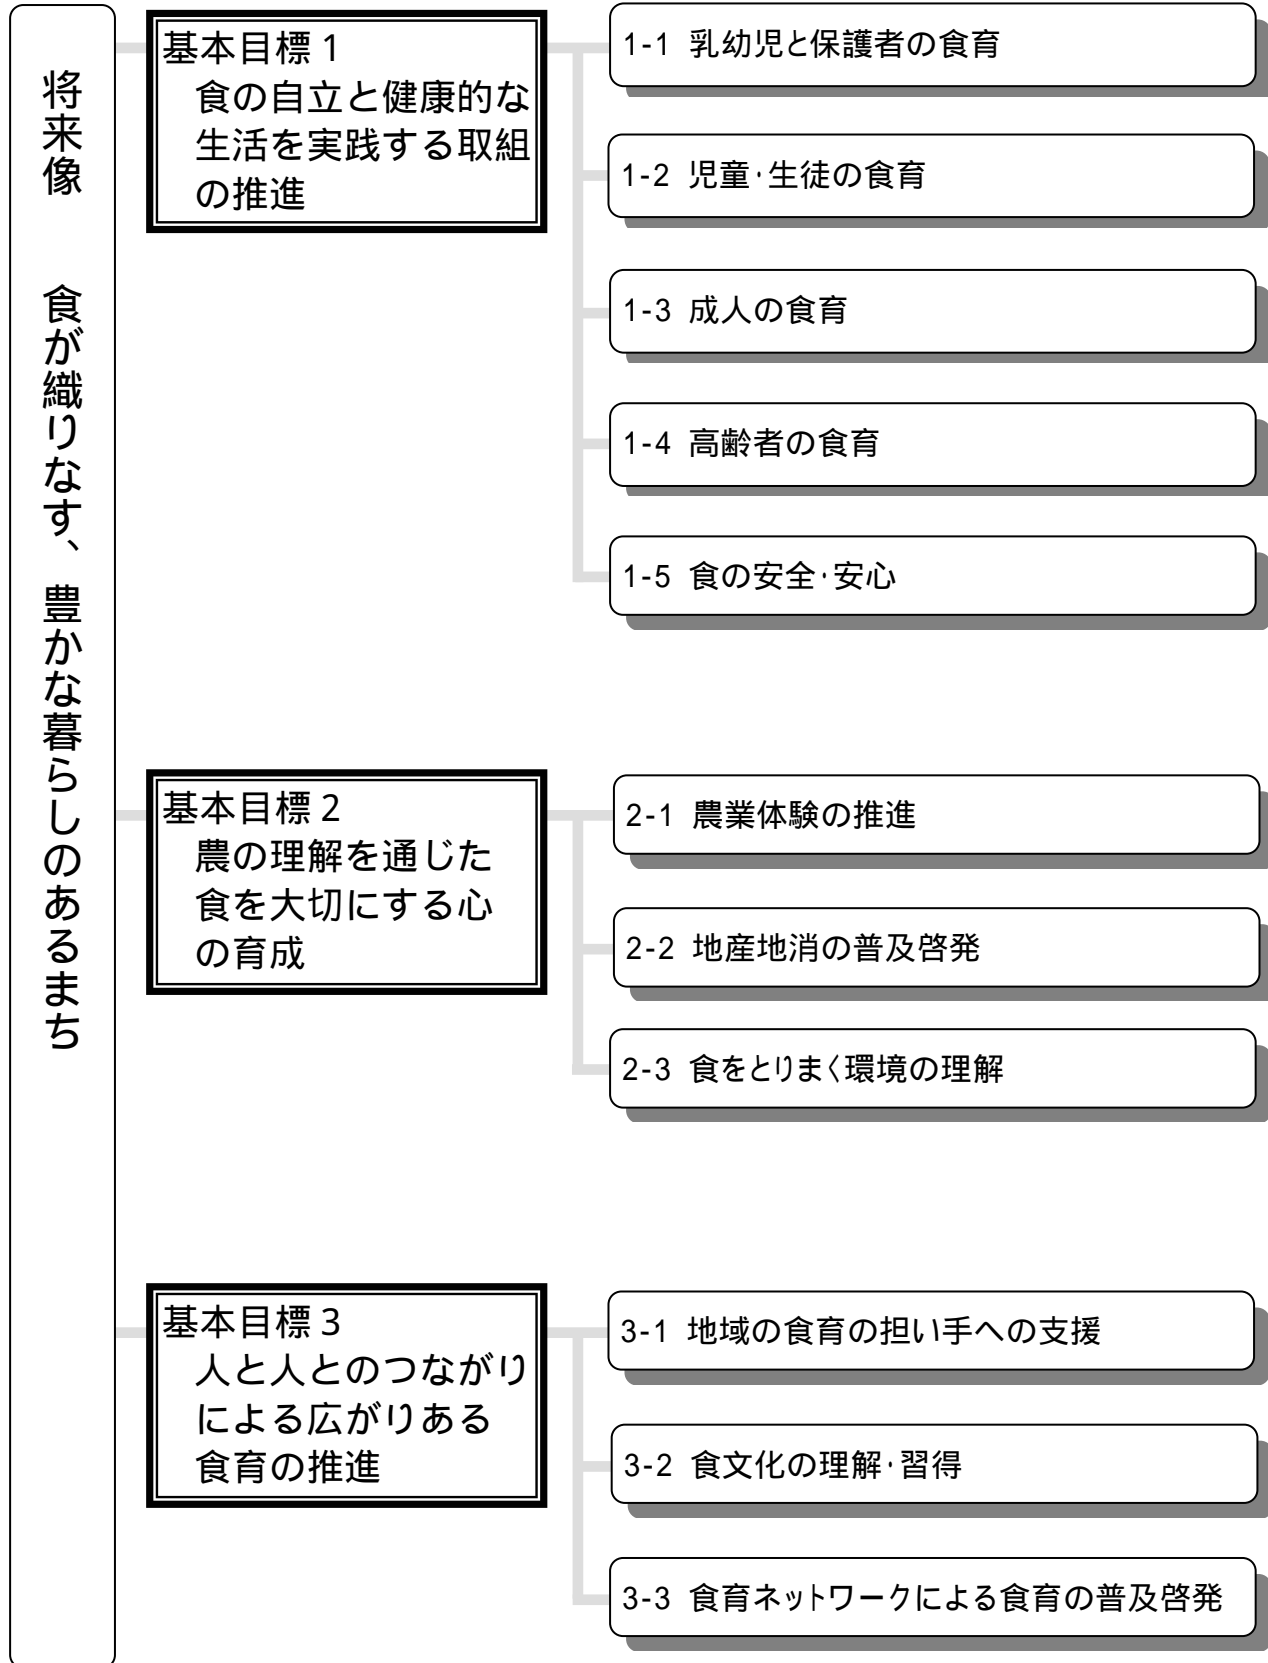 将来像　食が織りなす、豊かな暮らしのあるまち
基本目標1
食の自立と健康的な
生活を実践する取組
の推進
1-1 乳幼児と保護者の食育
1-2 児童・生徒の食育
1-3 成人の食育
1-4 高齢者の食育
1-5 食の安全・安心
基本目標2
農の理解を通じた
食を大切にする心
の育成
2-1 農業体験の推進
2-2 地産地消の普及啓発
2-3 食をとりまく環境の理解
基本目標3
人と人とのつながり
による広がりある
食育の推進
3-1 地域の食育の担い手への支援
3-2 食文化の理解・習得
3-3 食育ネットワークによる食育の普及啓発